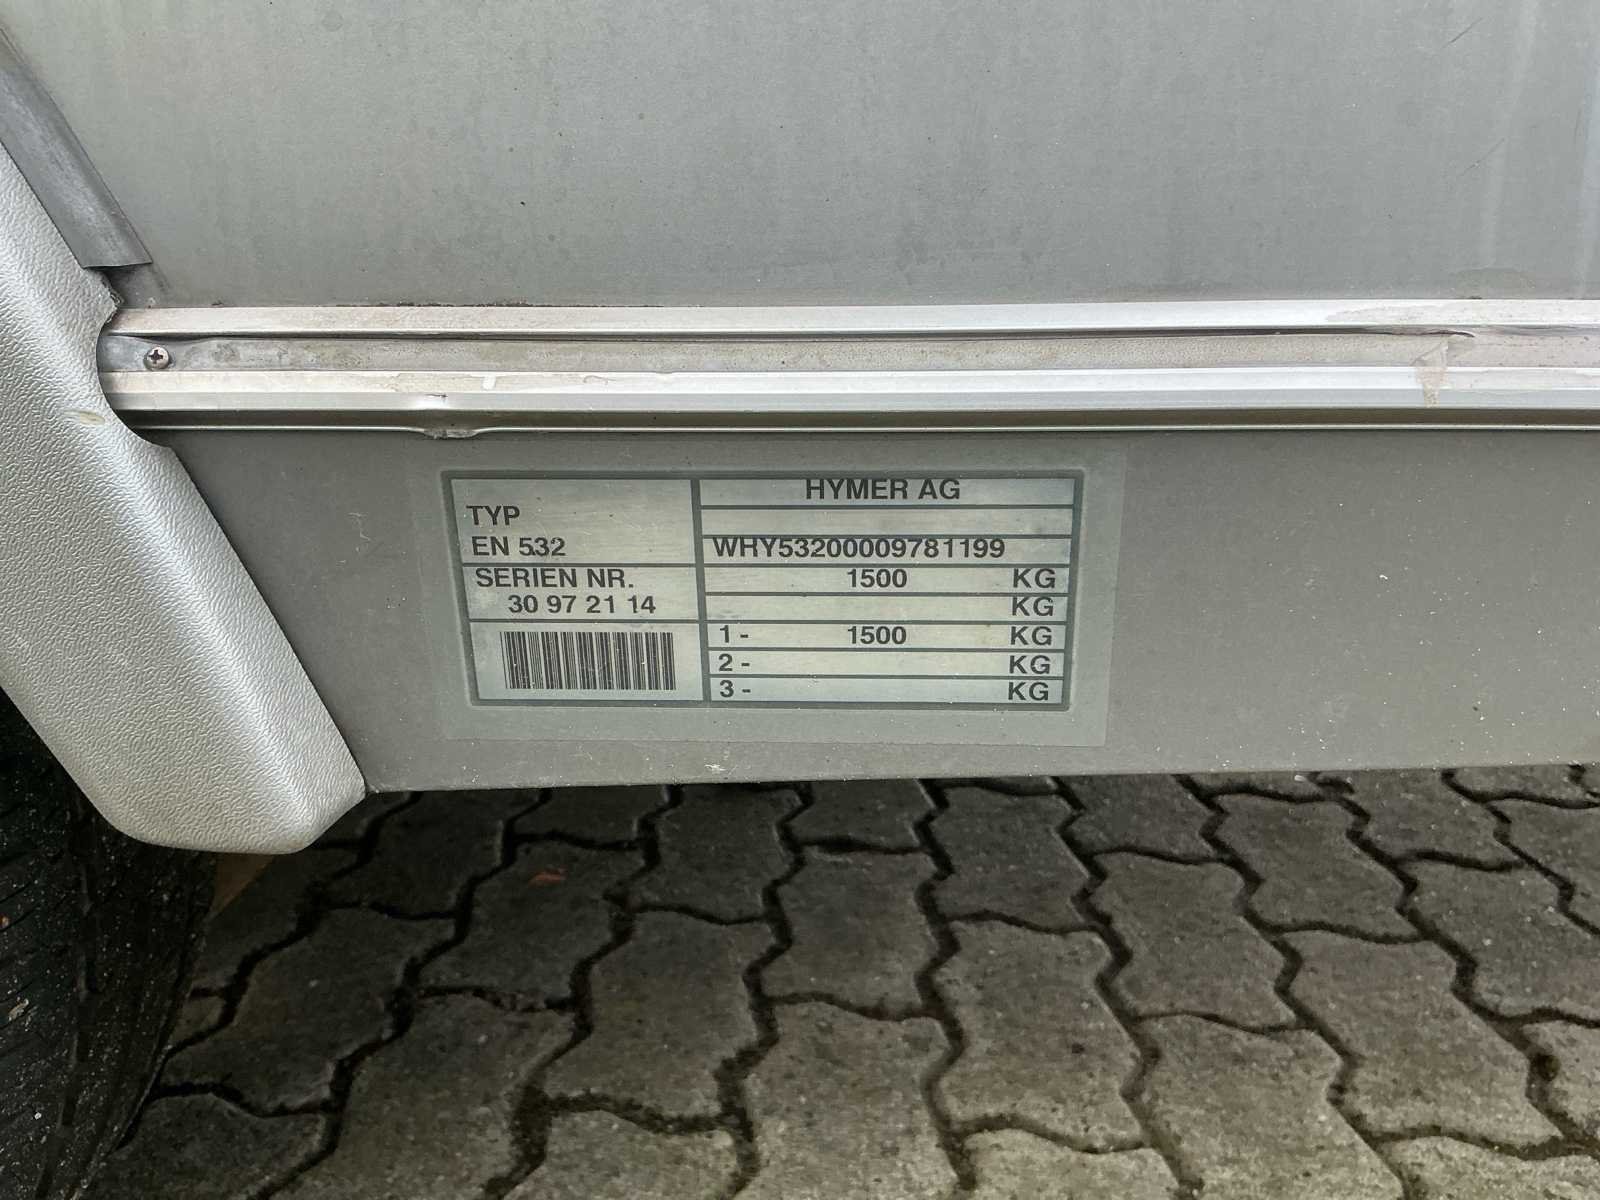 HYMER AG
TYP
EN 532
WHY53200009781199
SERIEN NR.
30 97 21 14
1500 KG
KG
1- 1500 KG
2- KG
3- KG